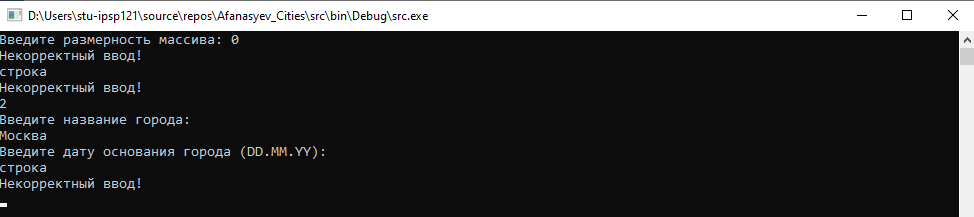 D:\Users\stu-ipsp121\source\repos\Afanasyev_Cities\src\bin\Debug\src.exe
Введите размерность массива: 0
Некорректный ввод!
строка
Некорректный ввод!
2
Введите название города:
Москва
Введите дату основания города (DD.MM.YY):
строка
Некорректный ввод!